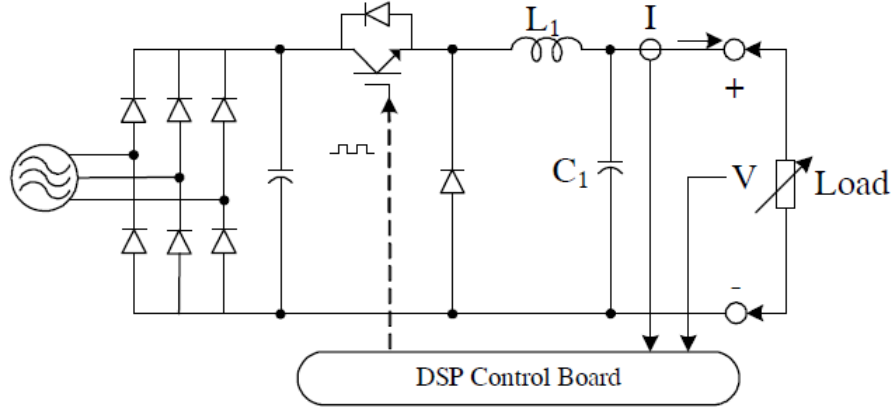 L₁
I
+
C₁
V
Load
-
DSP Control Board